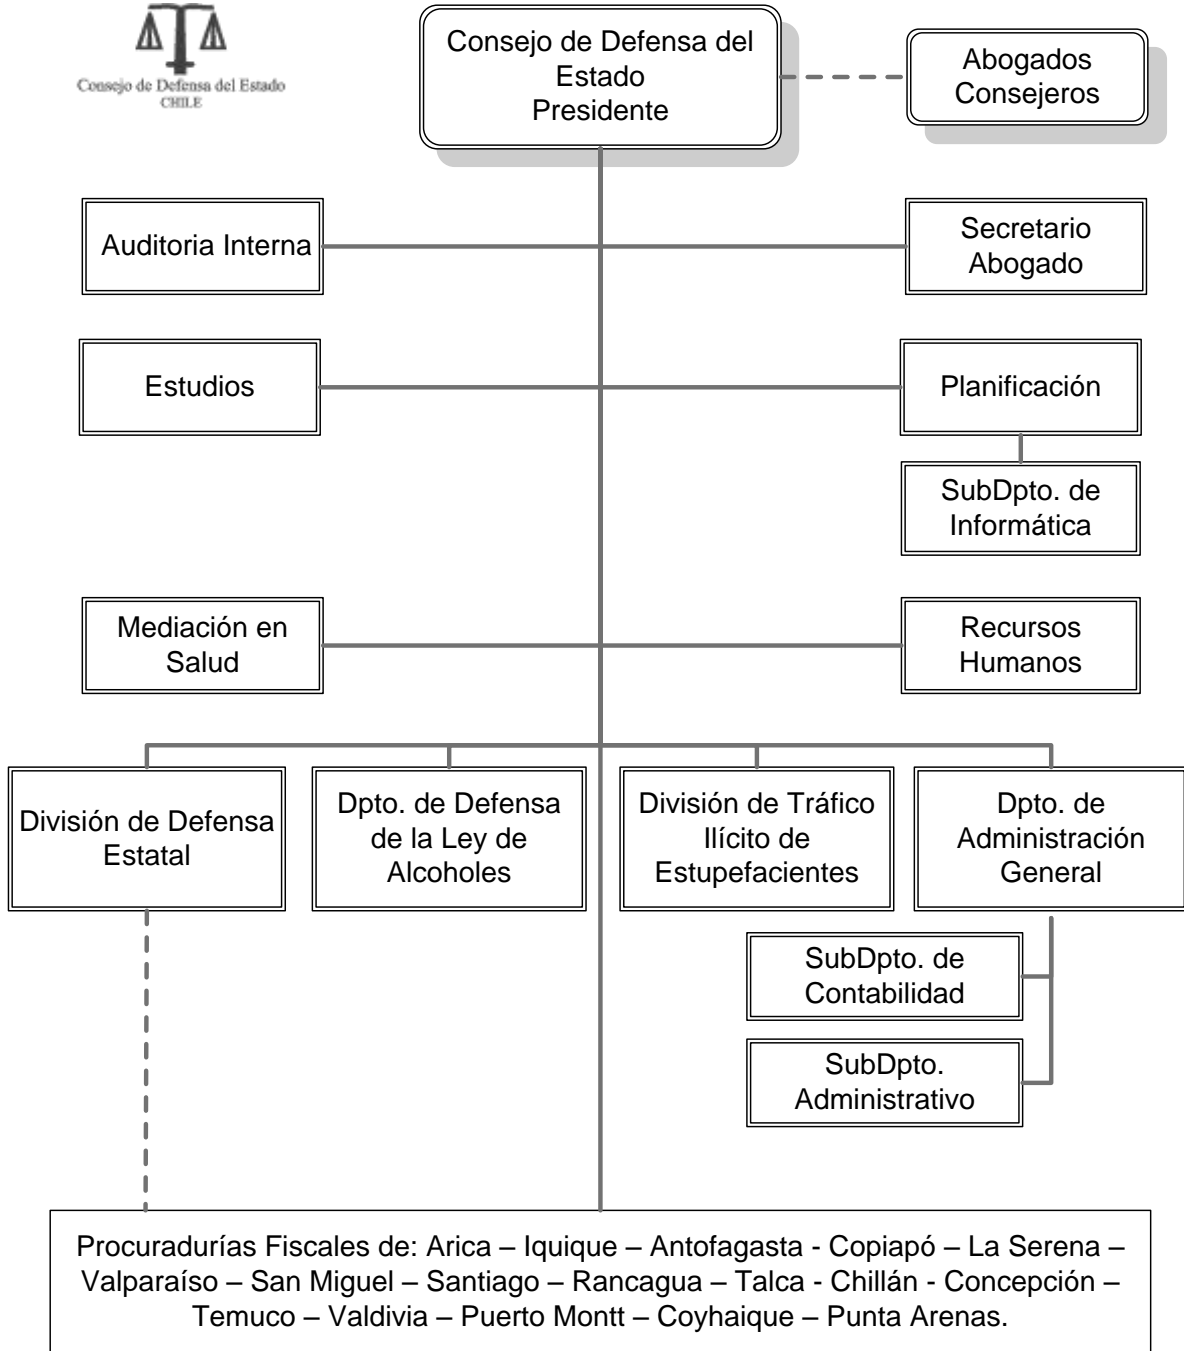 Consejo de Defensa del Estado
CHILE
Consejo de Defensa del
Estado
Presidente
Abogados
Consejeros
Auditoria Interna
Secretario
Abogado
Estudios
Planificación
SubDpto. de
Informática
Mediación en
Salud
Recursos
Humanos
División de Defensa
Estatal
Dpto. de Defensa
de la Ley de
Alcoholes
División de Tráfico
Ilícito de
Estupefacientes
Dpto. de
Administración
General
SubDpto. de
Contabilidad
SubDpto.
Administrativo
Procuradurías Fiscales de: Arica – Iquique – Antofagasta - Copiapó – La Serena –
Valparaíso – San Miguel – Santiago – Rancagua – Talca - Chillán - Concepción –
Temuco – Valdivia – Puerto Montt – Coyhaique – Punta Arenas.